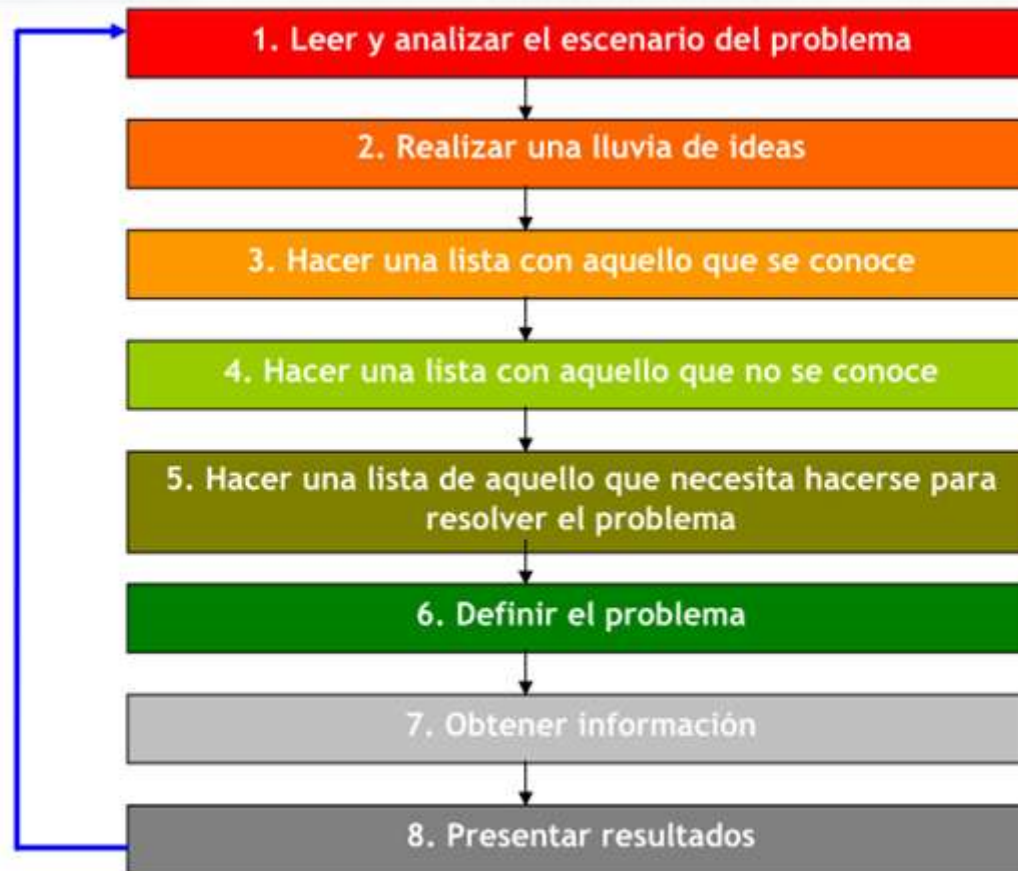 1. Leer y analizar el escenario del problema
2. Realizar una lluvia de ideas
3. Hacer una lista con aquello que se conoce
4. Hacer una lista con aquello que no se conoce
5. Hacer una lista de aquello que necesita hacerse para
resolver el problema
6. Definir el problema
7. Obtener información
8. Presentar resultados